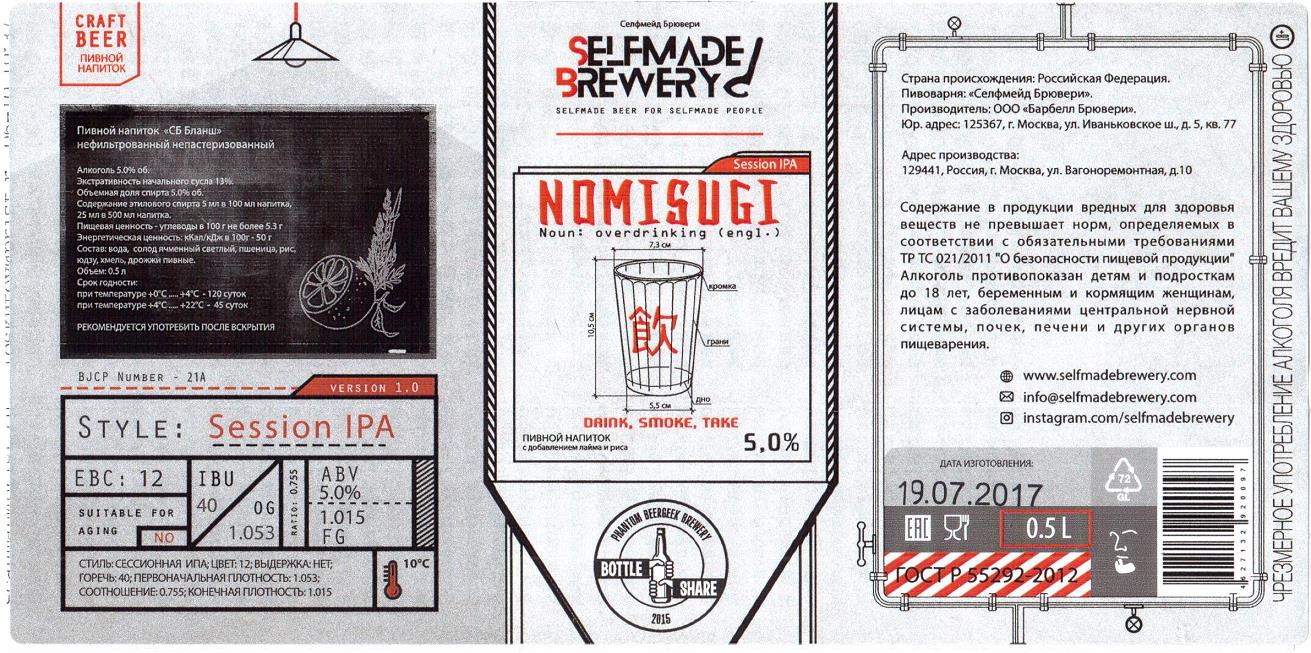 CRAFT
BEER
ПИВНОЙ
НАПИТОК
Пивной напиток «СБ Бланш»
нефильтрованный непастеризованный
Алкоголь 5.0% об.
Экстративность начального сусла 13%.
Объемная доля спирта 5.0% об.
Содержание этилового спирта 5 мл в 100 мл напитка,
25 мл в 500 мл напитка.
Пищевая ценность - углеводы в 100 г не более 5.3 г
Энергетическая ценность: кКал/кДж в 100г - 50 г
Состав: вода, солод ячменный светлый, пшеница, рис,
юдзу, хмель, дрожжи пивные.
Объем: 0.5 л
Срок годности:
при температуре +0°C .... +4°C - 120 суток
при температуре +4°C .... +22°C - 45 суток
РЕКОМЕНДУЕТСЯ УПОТРЕБИТЬ ПОСЛЕ ВСКРЫТИЯ
BJCP NUMBER - 21A
VERSION 1.0
STYLE: Session IPA
EBC: 12
SUITABLE FOR
AGING NO
IBU
40
OG
1.053
RATIO: 0.755
ABV
5.0%
1.015
FG
СТИЛЬ: СЕССИОННАЯ ИПА; ЦВЕТ: 12; ВЫДЕРЖКА: НЕТ;
ГОРЕЧЬ: 40; ПЕРВОНАЧАЛЬНАЯ ПЛОТНОСТЬ: 1.053;
СООТНОШЕНИЕ: 0.755; КОНЕЧНАЯ ПЛОТНОСТЬ: 1.015
10°C
Селфмейд Брювери
SELFMADE
BREWERY
SELFMADE BEER FOR SELFMADE PEOPLE
Session IPA
NOMISUGI
Noun: overdrinking (engl.)
7,3 см
кромка
10,5 см
飲
грани
дно
5,5 см
DRINK, SMOKE, TAKE
ПИВНОЙ НАПИТОК
с добавлением лайма и риса
5,0%
PHANTOM BEERGEEK BREWERY
BOTTLE
SHARE
2015
Страна происхождения: Российская Федерация.
Пивоварня: «Селфмейд Брювери».
Производитель: ООО «Барбелл Брювери».
Юр. адрес: 125367, г. Москва, ул. Иваньковское ш., д. 5, кв. 77
Адрес производства:
129441, Россия, г. Москва, ул. Вагоноремонтная, д.10
Содержание в продукции вредных для здоровья
веществ не превышает норм, определяемых в
соответствии с обязательными требованиями
ТР ТС 021/2011 "О безопасности пищевой продукции"
Алкоголь противопоказан детям и подросткам
до 18 лет, беременным и кормящим женщинам,
лицам с заболеваниями центральной нервной
системы, почек, печени и других органов
пищеварения.
www.selfmadebrewery.com
info@selfmadebrewery.com
instagram.com/selfmadebrewery
ДАТА ИЗГОТОВЛЕНИЯ:
19.07.2017
72
GL
EAC
0.5 L
ГОСТ Р 55292-2012
4 627132 920097
ЧРЕЗМЕРНОЕ УПОТРЕБЛЕНИЕ АЛКОГОЛЯ ВРЕДИТ ВАШЕМУ ЗДОРОВЬЮ